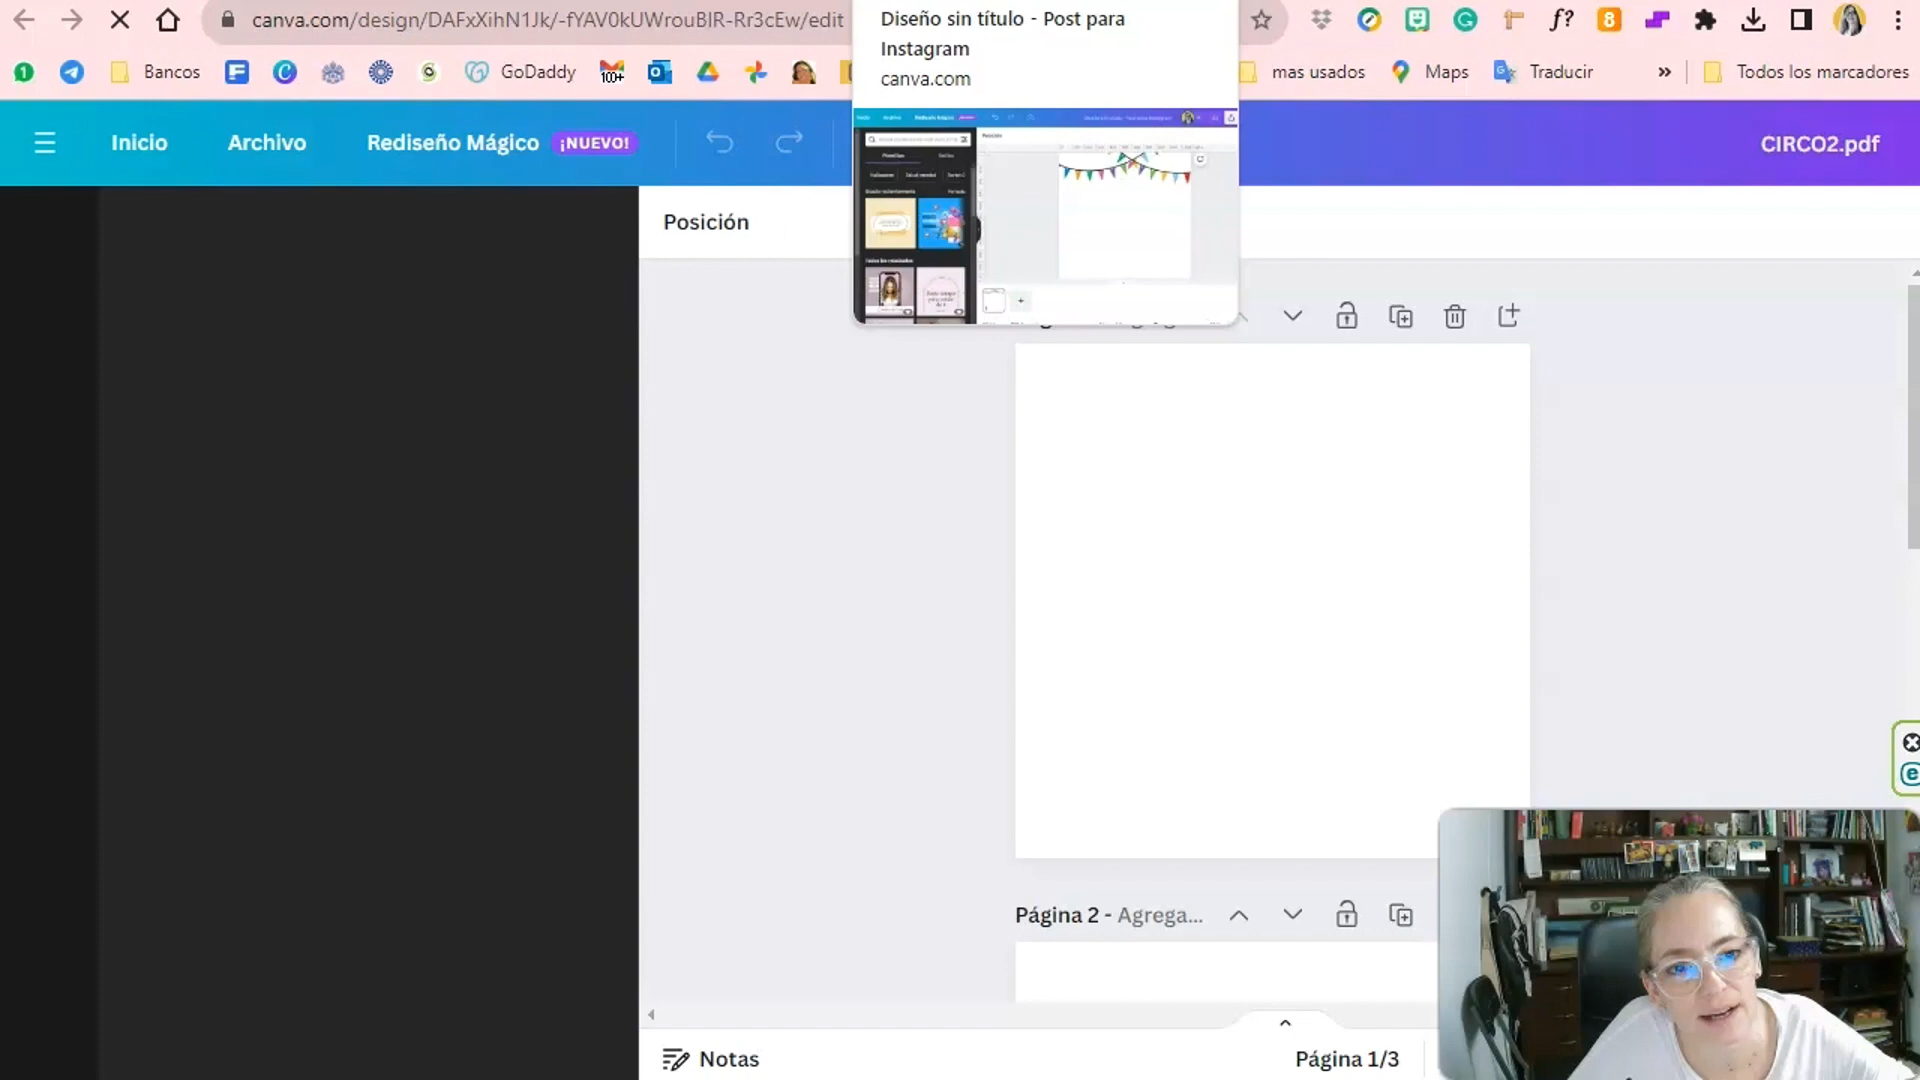 canva.com/design/DAFxXihN1Jk/-fYAV0kUWrouBlR-Rr3cEw/edit
Diseño sin título - Post para
Instagram
canva.com
Bancos
100+
GoDaddy
mas usados
Maps
Traducir
Todos los marcadores
Inicio
Archivo
Rediseño Mágico
¡NUEVO!
CIRCO2.pdf
Posición
Página 2 - Agrega...
Notas
Página 1/3